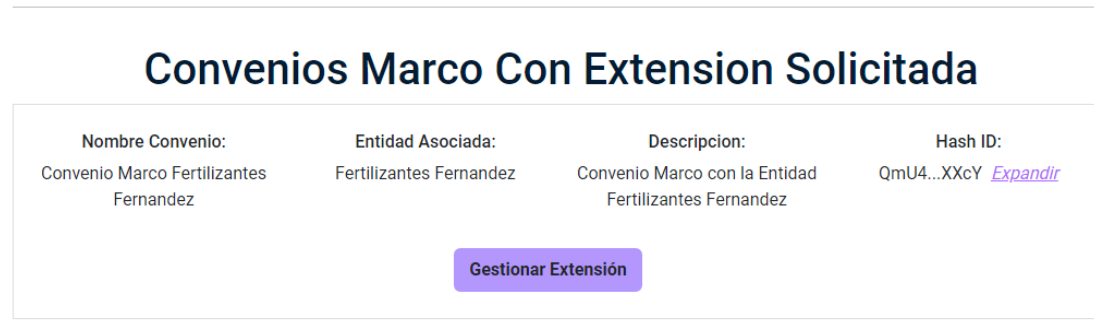 Convenios Marco Con Extension Solicitada
Nombre Convenio:
Convenio Marco Fertilizantes
Fernandez
Entidad Asociada:
Fertilizantes Fernandez
Descripcion:
Convenio Marco con la Entidad
Fertilizantes Fernandez
Hash ID:
QmU4...XXcY Expandir
Gestionar Extensión